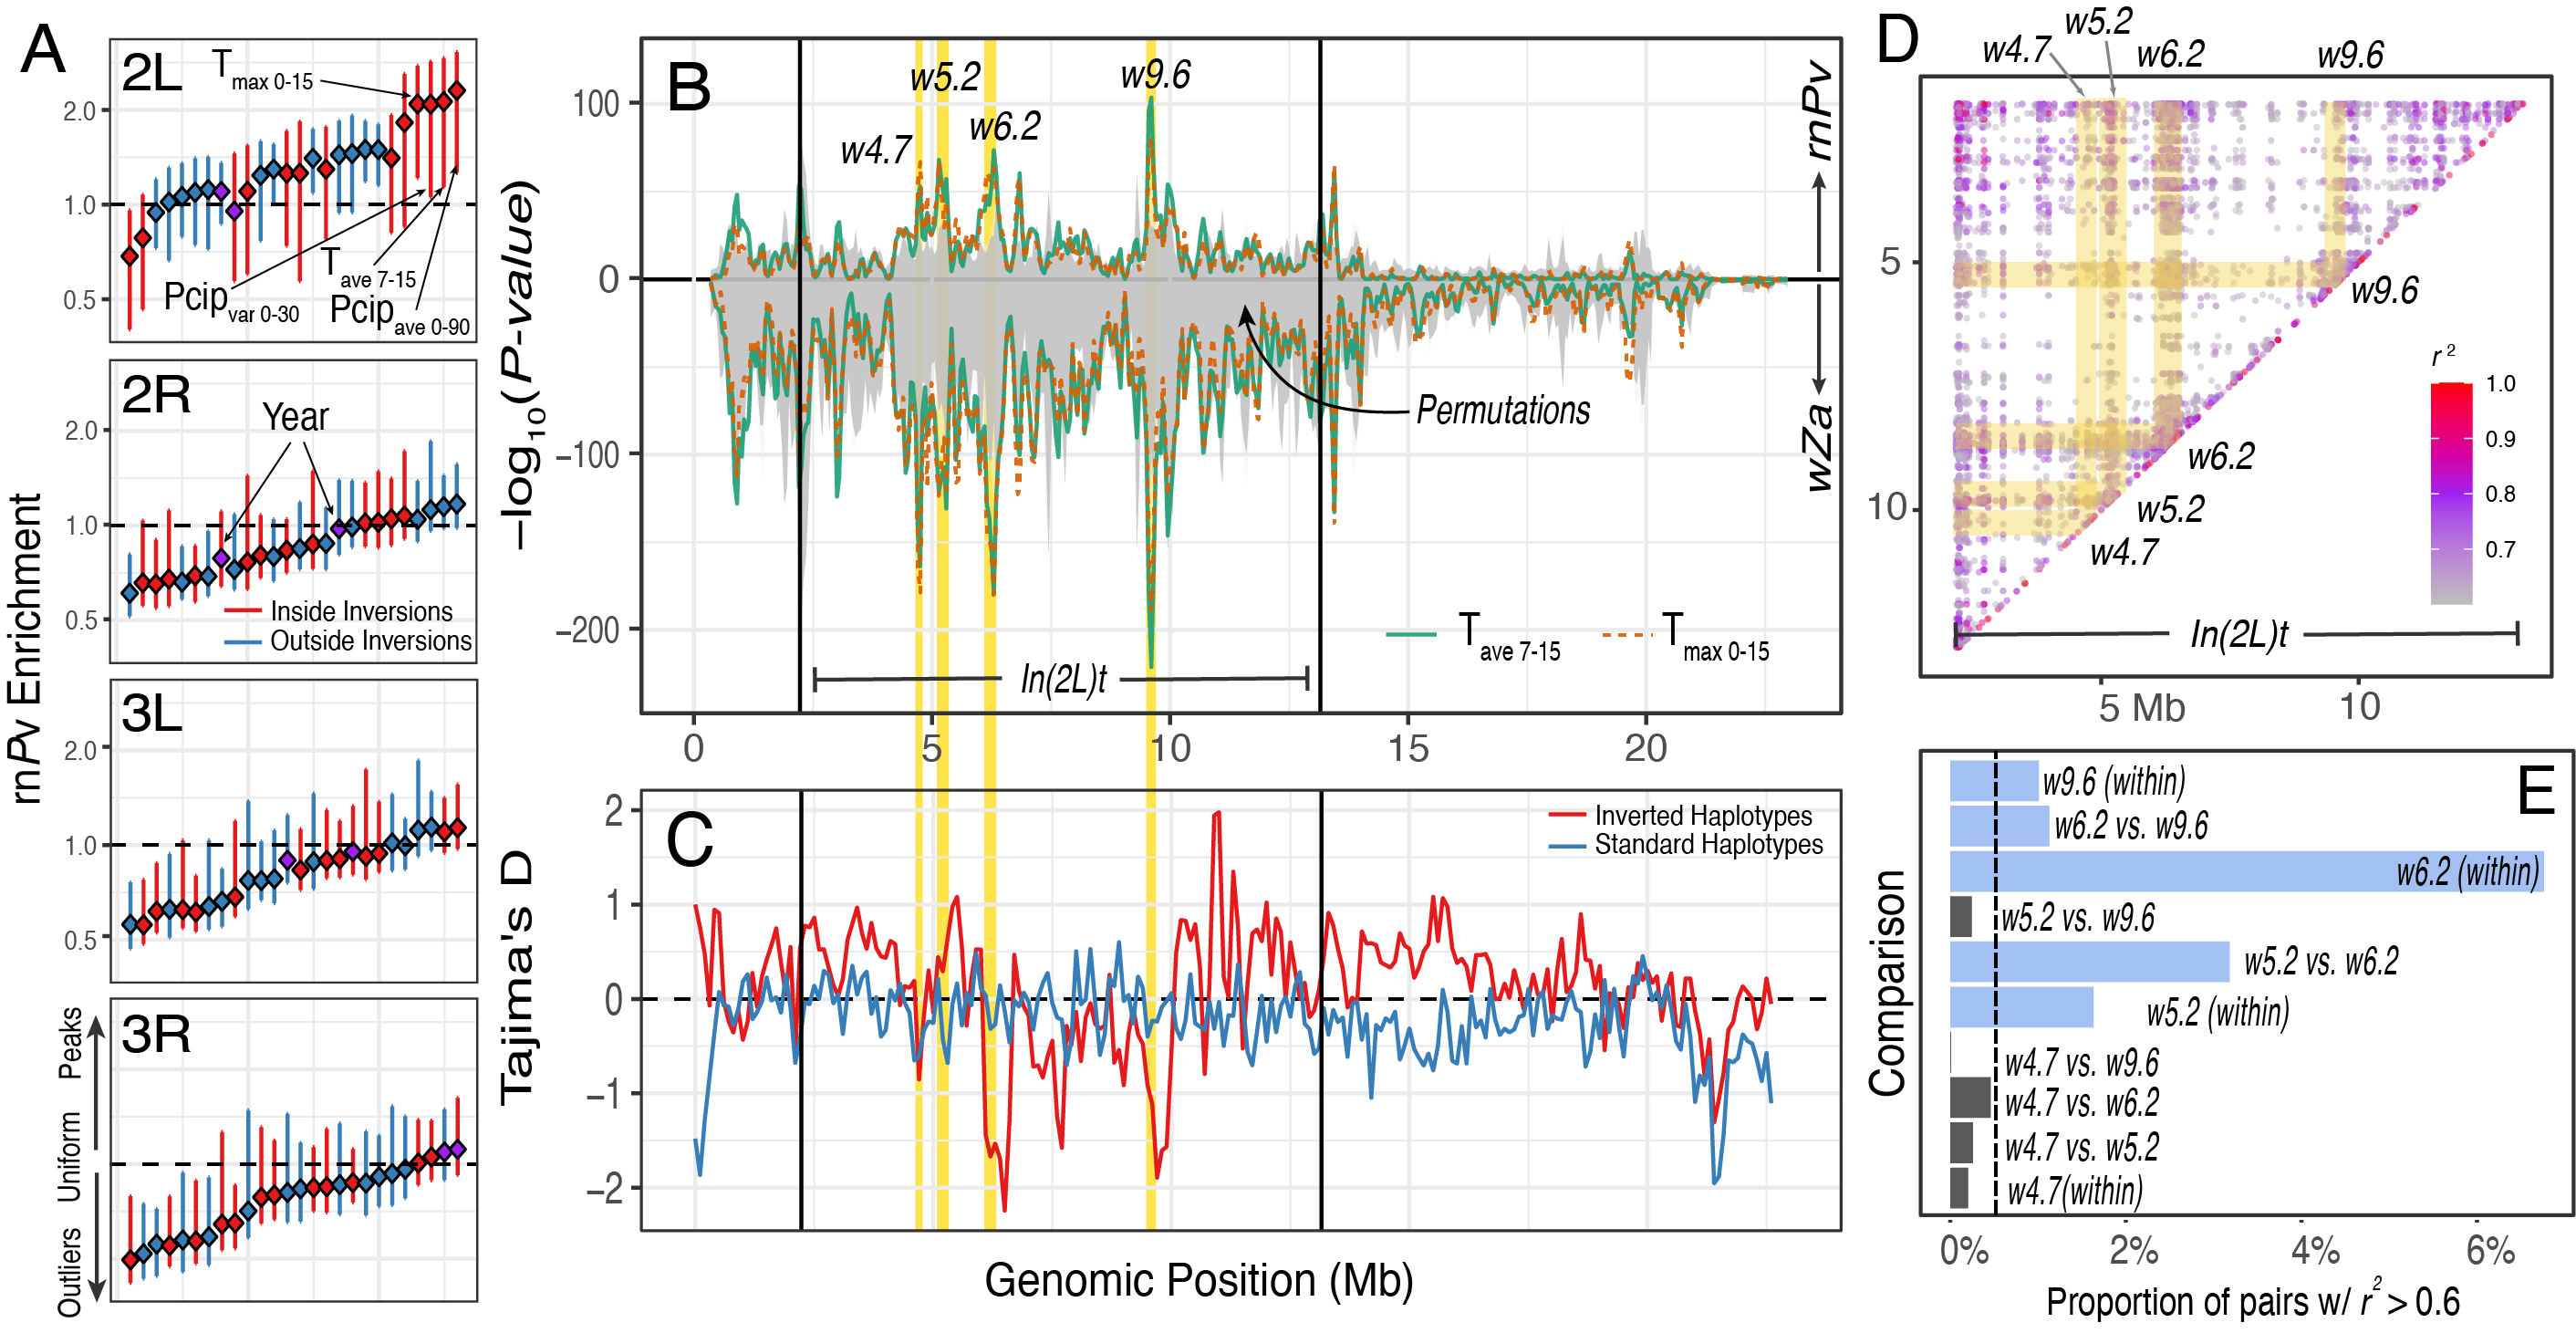 A
rnPv Enrichment
2L
2.0
1.0
0.5
Tmax 0-15
Pcipvar 0-30
Tave 7-15
Pcipave 0-90
2R
2.0
1.0
0.5
Year
Inside Inversions
Outside Inversions
3L
2.0
1.0
0.5
3R
Peaks
Uniform
Outliers
B
−log10(P-value)
100
0
−100
−200
w4.7
w5.2
w6.2
w9.6
rnPv
wZa
Permutations
Tave 7-15
Tmax 0-15
In(2L)t
0
5
10
15
20
C
Tajima's D
2
1
0
−1
−2
Inverted Haplotypes
Standard Haplotypes
Genomic Position (Mb)
D
w4.7
w5.2
w6.2
w9.6
5
10
w9.6
w6.2
w5.2
w4.7
r 2
1.0
0.9
0.8
0.7
In(2L)t
5 Mb
10
E
Comparison
w9.6 (within)
w6.2 vs. w9.6
w6.2 (within)
w5.2 vs. w9.6
w5.2 vs. w6.2
w5.2 (within)
w4.7 vs. w9.6
w4.7 vs. w6.2
w4.7 vs. w5.2
w4.7(within)
0%
2%
4%
6%
Proportion of pairs w/ r2 > 0.6